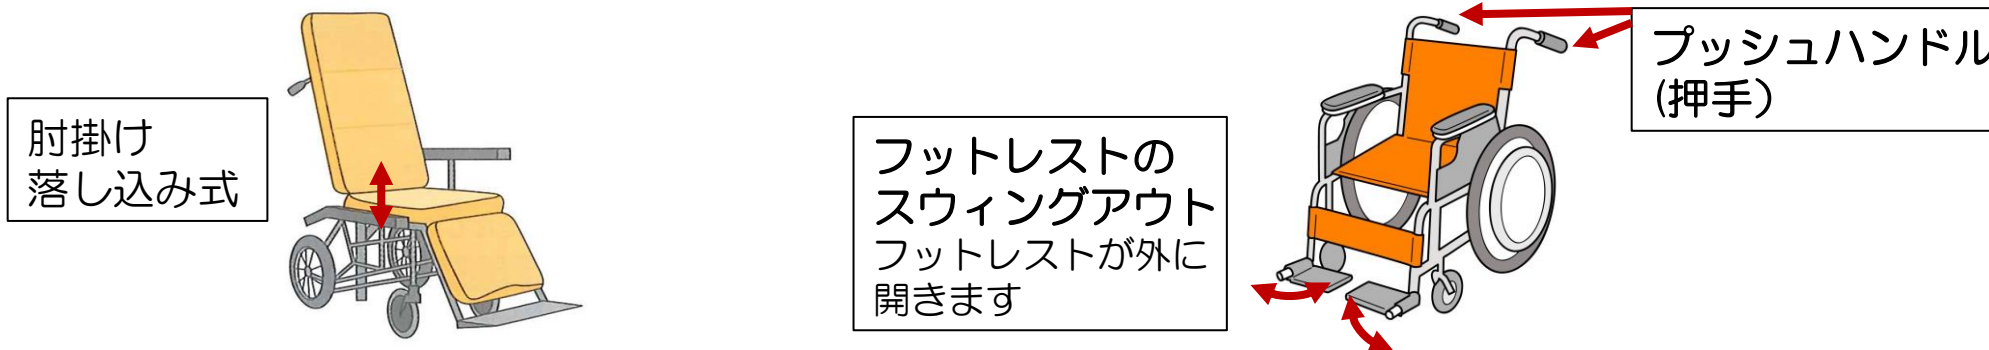 肘掛け
落し込み式
フットレストの
スウィングアウト
フットレストが外に
開きます
プッシュハンドル
(押手）